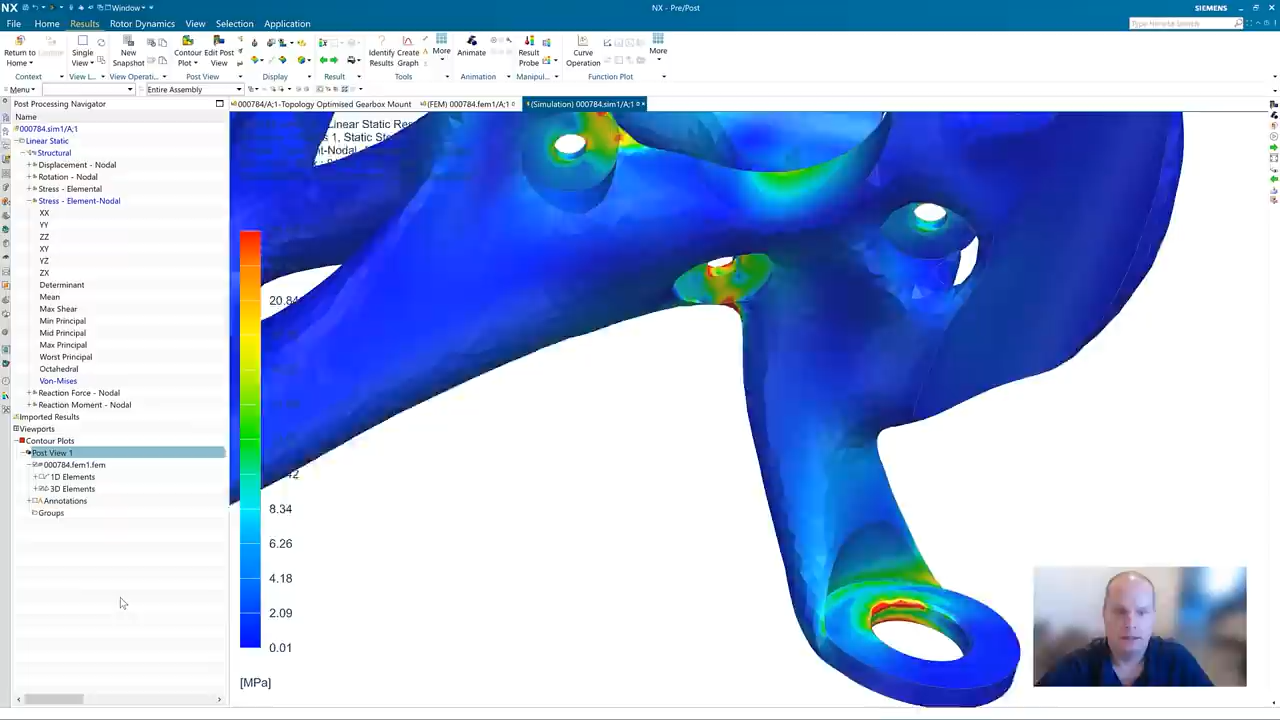 NX
Window
NX - Pre/Post
SIEMENS
File Home Results Rotor Dynamics View Selection Application
Return to Home
Single View
New Snapshot
Contour Plot
Edit Post View
Identify Results
Create Graph
More
Animate
Result Probe
Curve Operation
More
Context
View L...
View Operati...
Post View
Display
Result
Tools
Animation
Manipul...
Function Plot
Menu
Entire Assembly
Post Processing Navigator
000784/A;1-Topology Optimised Gearbox Mount
(FEM) 000784.fem1/A;1
(Simulation) 000784.sim1/A;1
Name
000784.sim1/A;1
Linear Static
Structural
Displacement - Nodal
Rotation - Nodal
Stress - Elemental
Stress - Element-Nodal
XX
YY
ZZ
XY
YZ
ZX
Determinant
Mean
Max Shear
Min Principal
Mid Principal
Max Principal
Worst Principal
Octahedral
Von-Mises
Reaction Force - Nodal
Reaction Moment - Nodal
Imported Results
Viewports
Contour Plots
Post View 1
000784.fem1.fem
1D Elements
3D Elements
Annotations
Groups
Linear Static
1, Static
-Nodal,
20.84
8.34
6.26
4.18
2.09
0.01
[MPa]